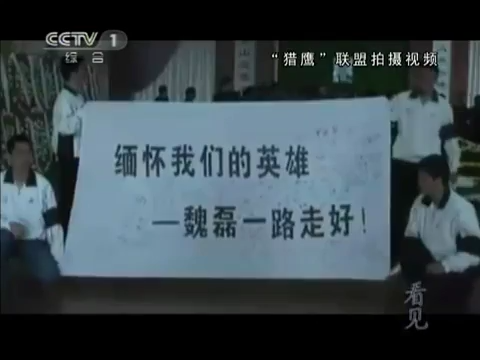 CCTV 1
综合
“猎鹰”联盟拍摄视频
缅怀我们的英雄
—魏磊一路走好！
看见